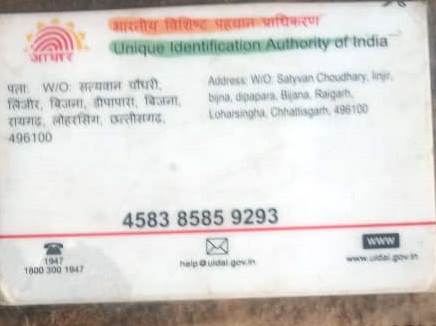 भारतीय विशिष्ट पहचान प्राधिकरण
Unique Identification Authority of India
आधार
पता: W/O: सत्यवान चौधरी,
लिंजीर, बिजना, डीपापारा, बिजना,
रायगढ़, लोहरसिंग, छत्तीसगढ़,
496100
Address: W/O: Satyvan Choudhary, linjir,
bijna, dipapara, Bijana, Raigarh,
Loharsingha, Chhattisgarh, 496100
4583 8585 9293
1947
1800 300 1947
help@uidai.gov.in
www
www.uidai.gov.in